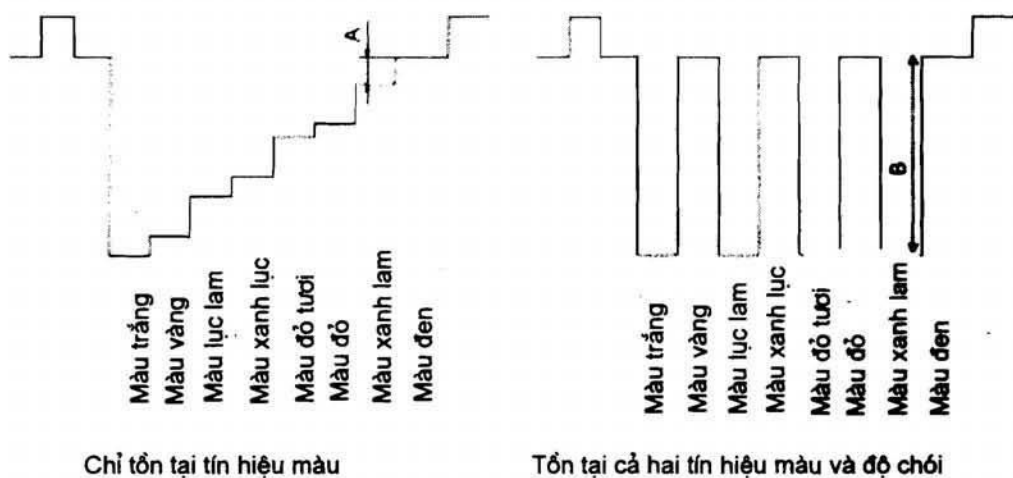 A
B
Màu trắng
Màu vàng
Màu lục lam
Màu xanh lục
Màu đỏ tươi
Màu đỏ
Màu xanh lam
Màu đen
Màu trắng
Màu vàng
Màu lục lam
Màu xanh lục
Màu đỏ tươi
Màu đỏ
Màu xanh lam
Màu đen
Chỉ tồn tại tín hiệu màu
Tồn tại cả hai tín hiệu màu và độ chói